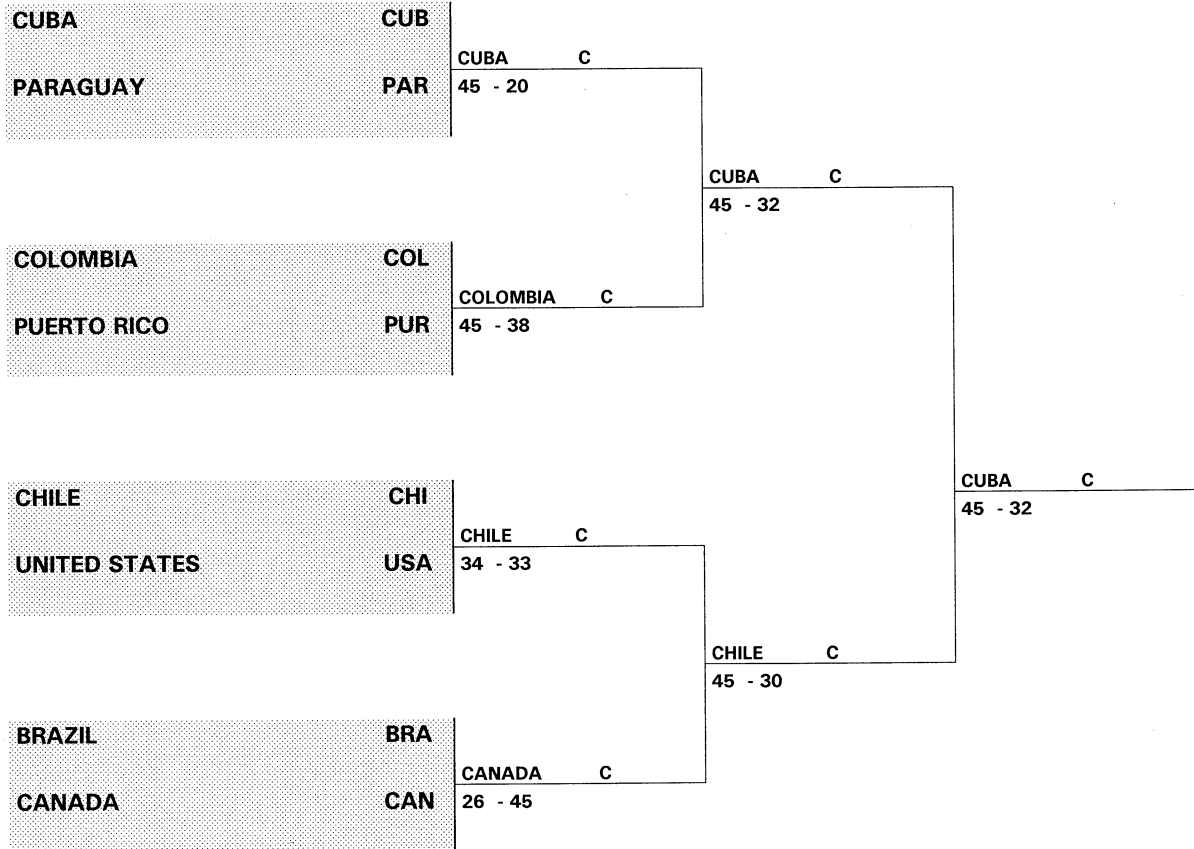 CUBA CUB
PARAGUAY PAR
CUBA C
45 - 20
COLOMBIA COL
PUERTO RICO PUR
COLOMBIA C
45 - 38
CUBA C
45 - 32
CHILE CHI
UNITED STATES USA
CHILE C
34 - 33
BRAZIL BRA
CANADA CAN
CANADA C
26 - 45
CHILE C
45 - 30
CUBA C
45 - 32